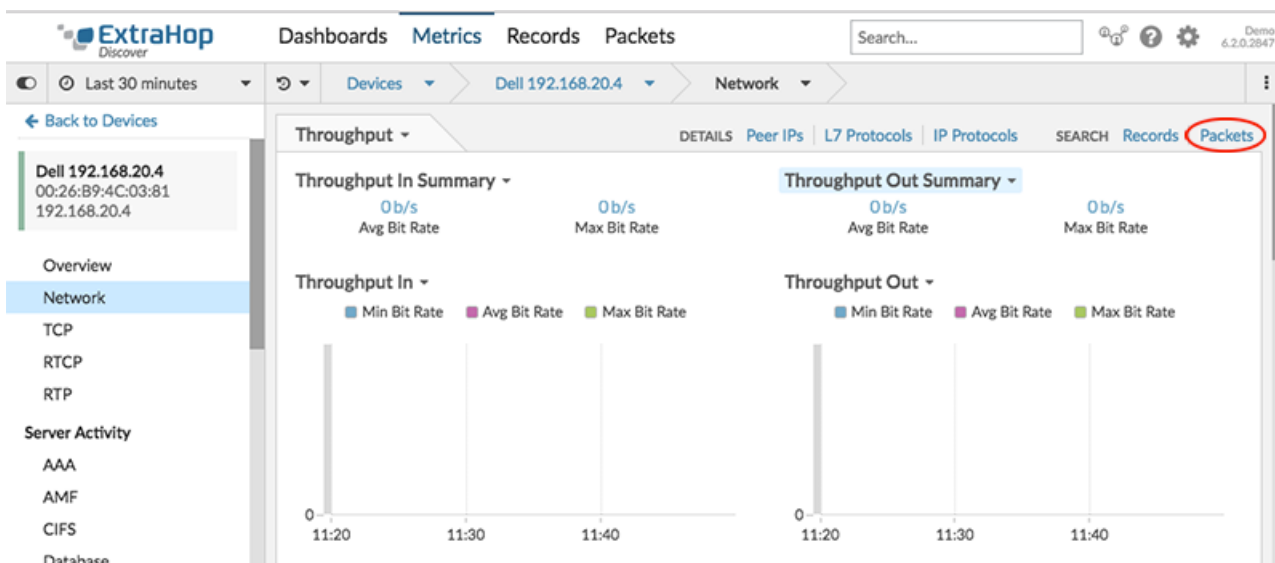 ExtraHop
Discover
Dashboards Metrics Records Packets
Search...
Demo
6.2.0.2847
Last 30 minutes
Devices Dell 192.168.20.4 Network
Back to Devices
Dell 192.168.20.4
00:26:B9:4C:03:81
192.168.20.4
Overview
Network
TCP
RTCP
RTP
Server Activity
AAA
AMF
CIFS
Database
Throughput
DETAILS Peer IPs L7 Protocols IP Protocols SEARCH Records Packets
Throughput In Summary
0 b/s 0 b/s
Avg Bit Rate Max Bit Rate
Throughput Out Summary
0 b/s 0 b/s
Avg Bit Rate Max Bit Rate
Throughput In
Min Bit Rate Avg Bit Rate Max Bit Rate
0
11:20 11:30 11:40
Throughput Out
Min Bit Rate Avg Bit Rate Max Bit Rate
0
11:20 11:30 11:40